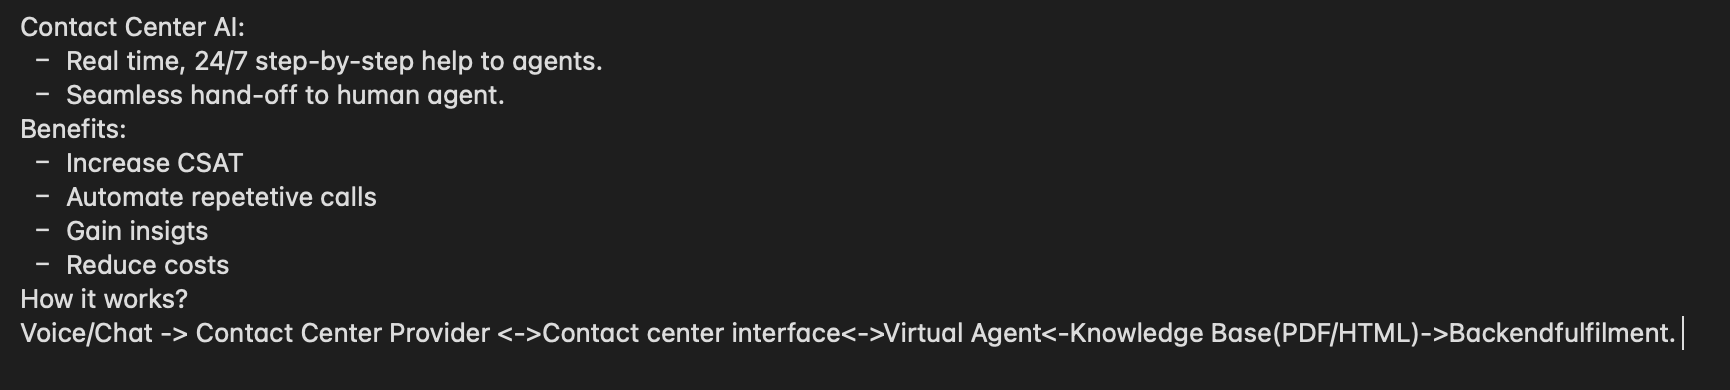 Contact Center AI:
– Real time, 24/7 step-by-step help to agents.
– Seamless hand-off to human agent.
Benefits:
– Increase CSAT
– Automate repetetive calls
– Gain insigts
– Reduce costs
How it works?
Voice/Chat -> Contact Center Provider <->Contact center interface<->Virtual Agent<-Knowledge Base(PDF/HTML)->Backendfulfilment.